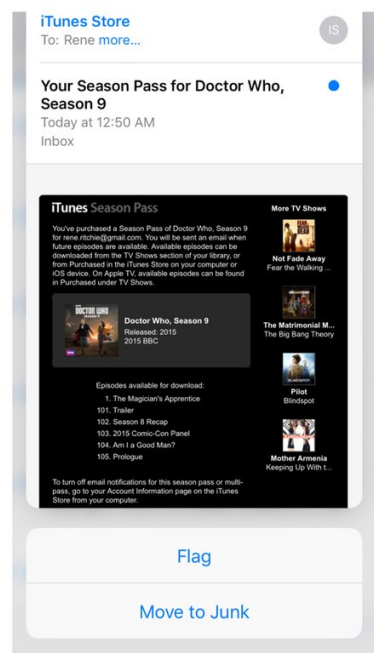 iTunes Store
To: Rene more...
IS
Your Season Pass for Doctor Who,
Season 9
Today at 12:50 AM
Inbox
iTunes Season Pass
You've purchased a Season Pass of Doctor Who, Season 9
for rene.ritchie@gmail.com. You will be sent an email when
future episodes are available. Available episodes can be
downloaded from the TV Shows section of your library, or
from Purchased in the iTunes Store on your computer or
iOS device. On Apple TV, available episodes can be found
in Purchased under TV Shows.
DOCTOR WHO
Doctor Who, Season 9
Released: 2015
2015 BBC
Episodes available for download:
1. The Magician's Apprentice
101. Trailer
102. Season 8 Recap
103. 2015 Comic-Con Panel
104. Am I a Good Man?
105. Prologue
To turn off email notifications for this season pass or multi-
pass, go to your Account Information page on the iTunes
Store from your computer.
More TV Shows
Not Fade Away
Fear the Walking ...
The Matrimonial M...
The Big Bang Theory
Pilot
Blindspot
Mother Armenia
Keeping Up With t...
Flag
Move to Junk